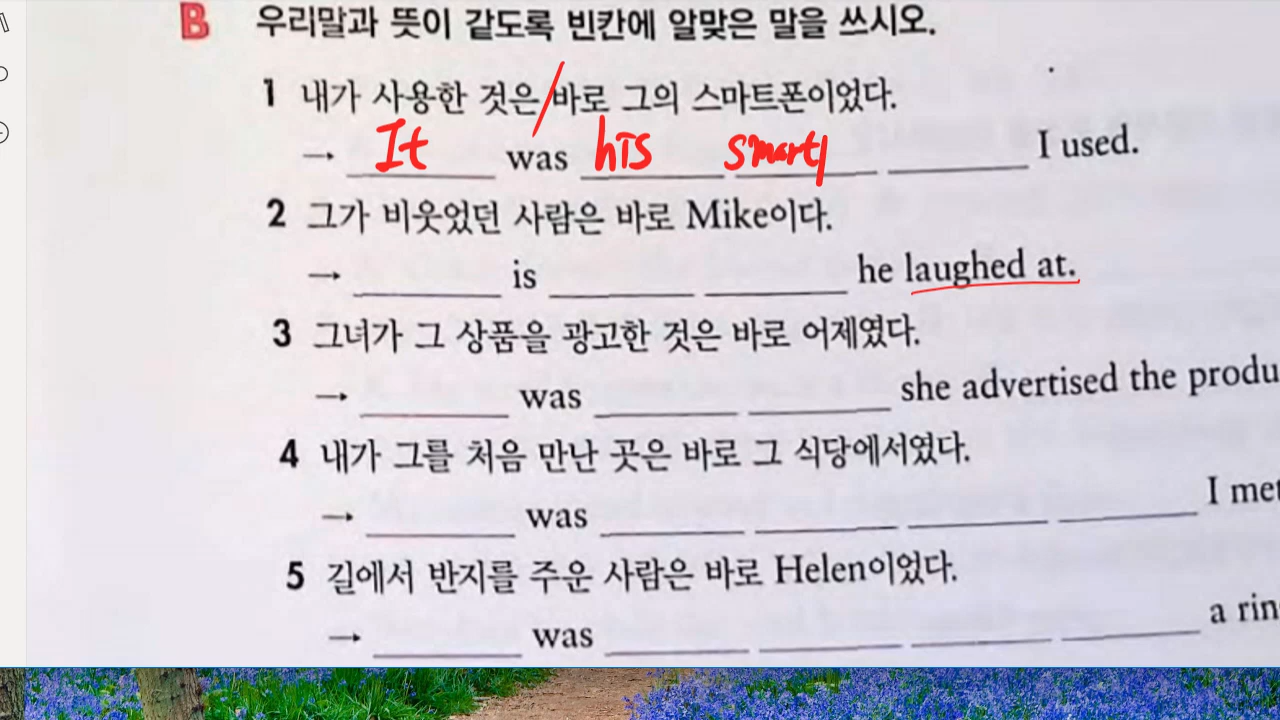 B 우리말과 뜻이 같도록 빈칸에 알맞은 말을 쓰시오.
1 내가 사용한 것은/바로 그의 스마트폰이었다.
→ It was his smartp I used.
2 그가 비웃었던 사람은 바로 Mike이다.
→ is he laughed at.
3 그녀가 그 상품을 광고한 것은 바로 어제였다.
→ was she advertised the produ
4 내가 그를 처음 만난 곳은 바로 그 식당에서였다.
→ was I met
5 길에서 반지를 주운 사람은 바로 Helen이었다.
→ was a rin